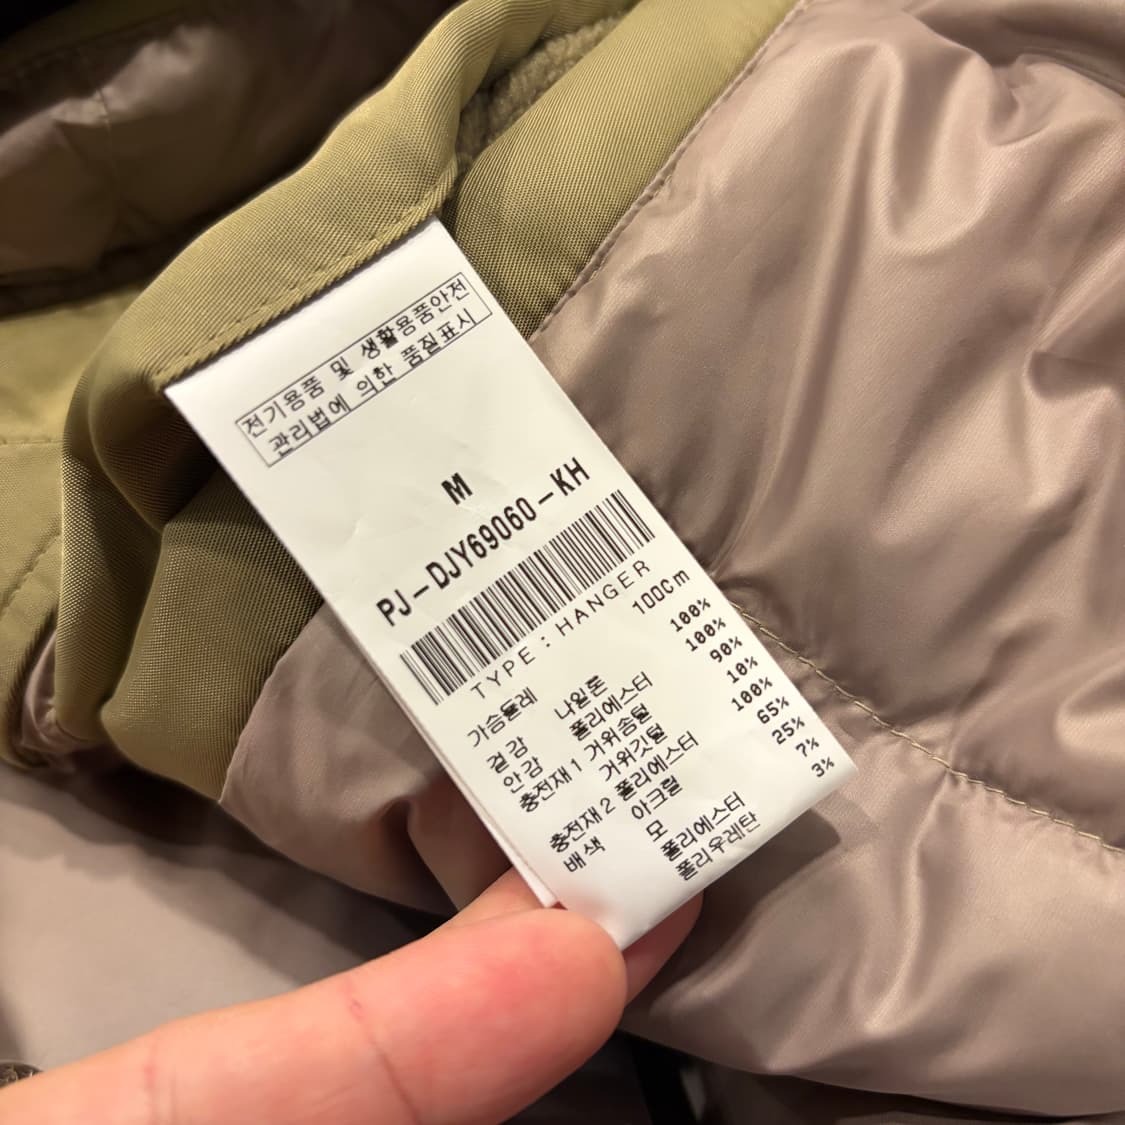 전기용품 및 생활용품안전
관리법에 의한 품질표시
M
PJ-DJY69060-KH
TYPE:HANGER
가슴둘레 100Cm
겉감 나일론 100%
안감 폴리에스터 100%
충전재1 거위솜털 90%
거위깃털 10%
충전재2 폴리에스터 100%
배색 아크릴 65%
모 25%
폴리에스터 7%
폴리우레탄 3%